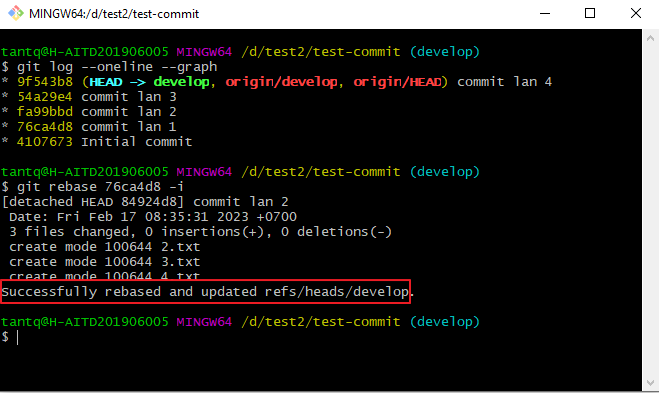 MINGW64:/d/test2/test-commit
tantq@H-AITD201906005 MINGW64 /d/test2/test-commit (develop)
$ git log --oneline --graph
* 9f543b8 (HEAD -> develop, origin/develop, origin/HEAD) commit lan 4
* 54a29e4 commit lan 3
* fa99bbd commit lan 2
* 76ca4d8 commit lan 1
* 4107673 Initial commit
tantq@H-AITD201906005 MINGW64 /d/test2/test-commit (develop)
$ git rebase 76ca4d8 -i
[detached HEAD 84924d8] commit lan 2
Date: Fri Feb 17 08:35:31 2023 +0700
3 files changed, 0 insertions(+), 0 deletions(-)
create mode 100644 2.txt
create mode 100644 3.txt
create mode 100644 4.txt
Successfully rebased and updated refs/heads/develop.
tantq@H-AITD201906005 MINGW64 /d/test2/test-commit (develop)
$